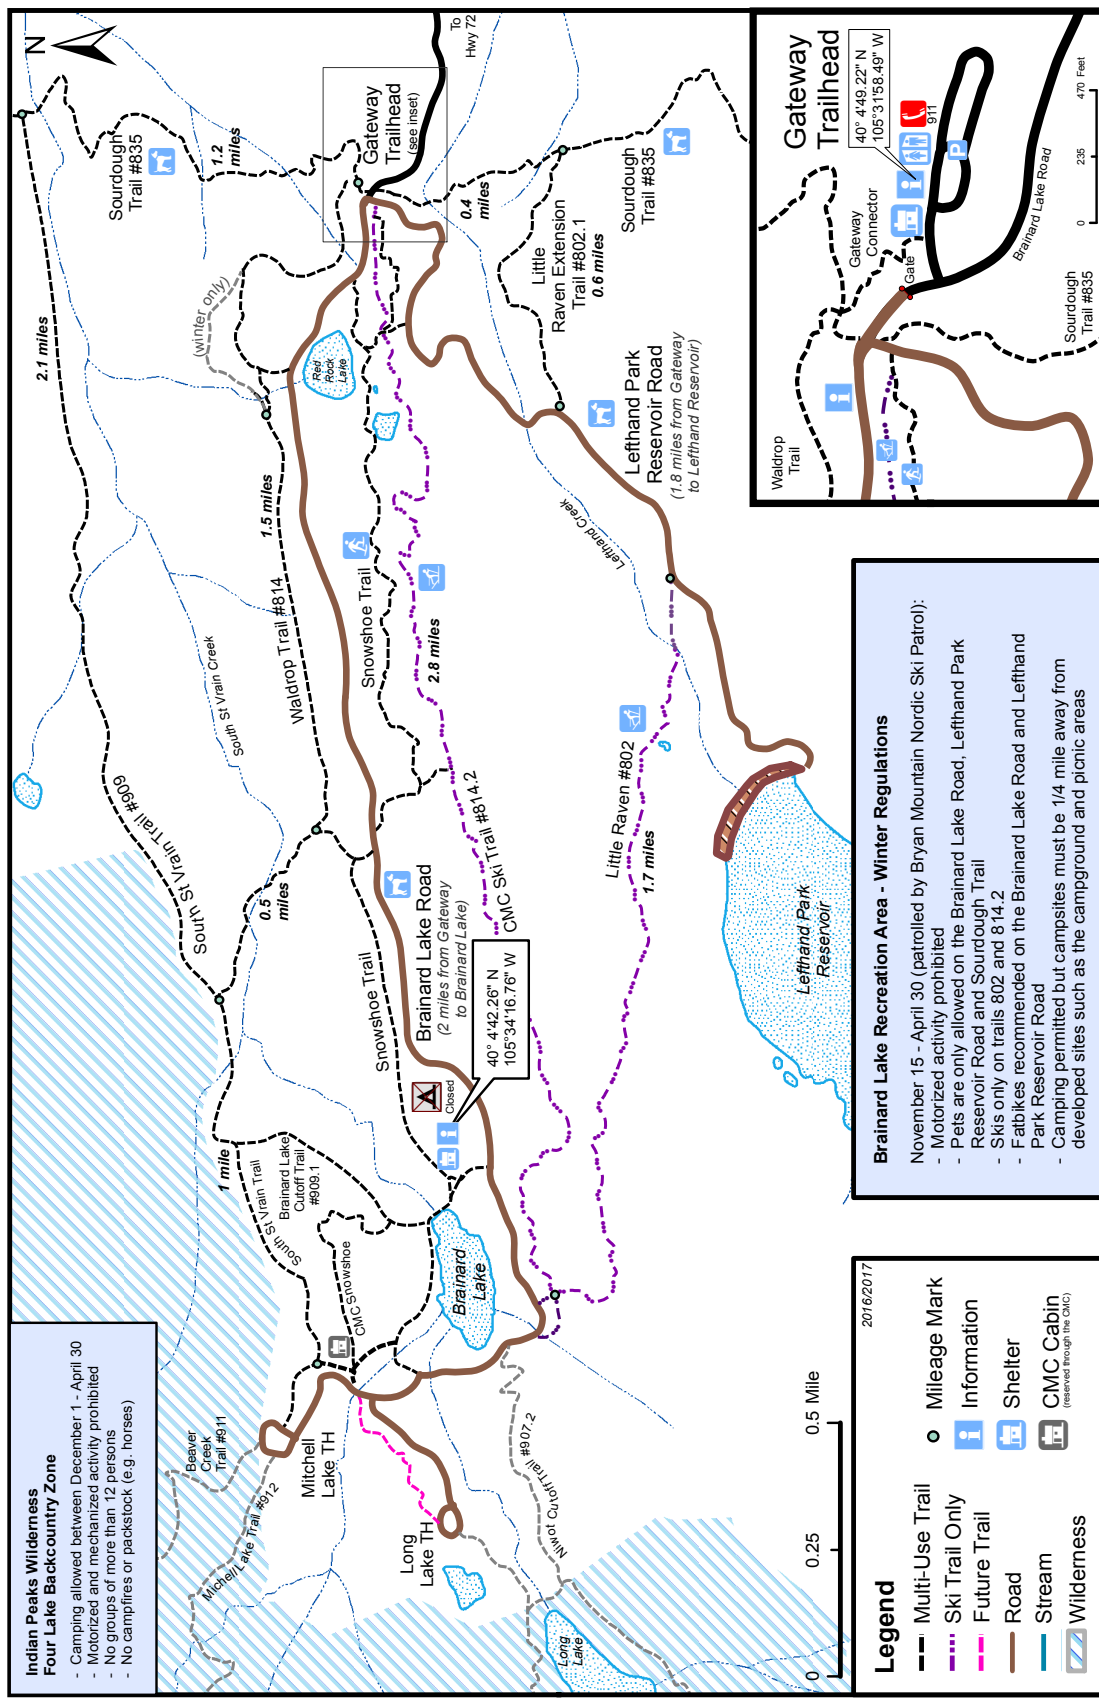 Indian Peaks Wilderness
Four Lake Backcountry Zone
- Camping allowed between December 1 - April 30
- Motorized and mechanized activity prohibited
- No groups of more than 12 persons
- No campfires or packstock (e.g. horses)
N
To
Hwy 72
Sourdough
Trail #835
1.2
miles
2.1 miles
Gateway
Trailhead
(see inset)
0.4
miles
Sourdough
Trail #835
Little
Raven Extension
Trail #802.1
0.6 miles
(winter only)
Red
Rock
Lake
1.5 miles
Waldrop Trail #814
South St Vrain Creek
South St Vrain Trail #909
0.5
miles
Snowshoe Trail
2.8 miles
CMC Ski Trail #814.2
Lefthand Park
Reservoir Road
(1.8 miles from Gateway
to Lefthand Reservoir)
Lefthand Creek
Little Raven #802
1.7 miles
Lefthand Park
Reservoir
Brainard Lake Road
(2 miles from Gateway
to Brainard Lake)
40° 4'42.26" N
105°34'16.76" W
Snowshoe Trail
Closed
1 mile
South St Vrain Trail
Brainard Lake
Cutoff Trail
#909.1
CMC Snowshoe
Brainard
Lake
Beaver
Creek
Trail #911
Mitchell Lake Trail #912
Mitchell
Lake TH
Long
Lake TH
Niwot Cutoff Trail #907.2
Long
Lake
Gateway
Trailhead
40° 4'49.22" N
105°31'58.49" W
911
P
Gateway
Connector
Gate
Brainard Lake Road
Waldrop
Trail
Sourdough
Trail #835
0 235 470 Feet
Brainard Lake Recreation Area - Winter Regulations
November 15 - April 30 (patrolled by Bryan Mountain Nordic Ski Patrol):
- Motorized activity prohibited
- Pets are only allowed on the Brainard Lake Road, Lefthand Park
Reservoir Road and Sourdough Trail
- Skis only on trails 802 and 814.2
- Fatbikes recommended on the Brainard Lake Road and Lefthand
Park Reservoir Road
- Camping permitted but campsites must be 1/4 mile away from
developed sites such as the campground and picnic areas
0 0.25 0.5 Mile
2016/2017
Legend
Multi-Use Trail
Ski Trail Only
Future Trail
Road
Stream
Wilderness
Mileage Mark
Information
Shelter
CMC Cabin
(reserved through the CMC)